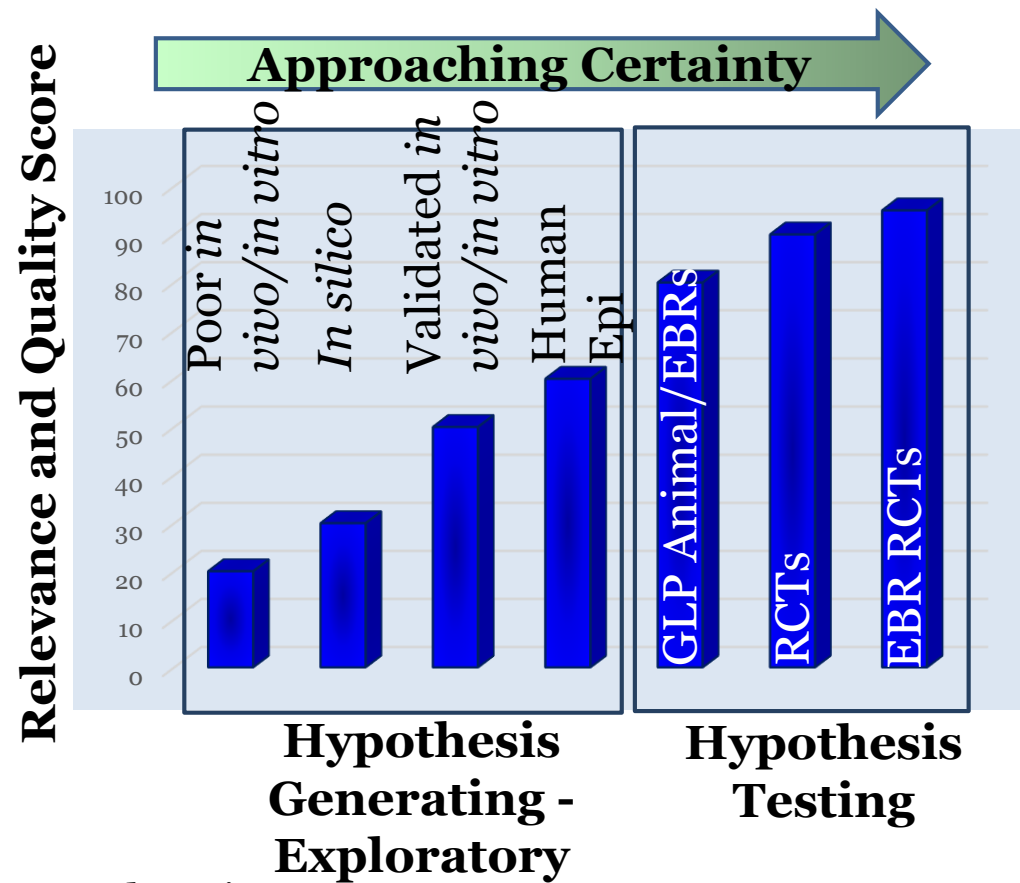 Approaching Certainty
Relevance and Quality Score
100
90
80
70
60
50
40
30
20
10
0
Poor in
vivo/in vitro
In silico
Validated in
vivo/in vitro
Human
Epi
GLP Animal/EBRs
RCTs
EBR RCTs
Hypothesis
Generating -
Exploratory
Hypothesis
Testing